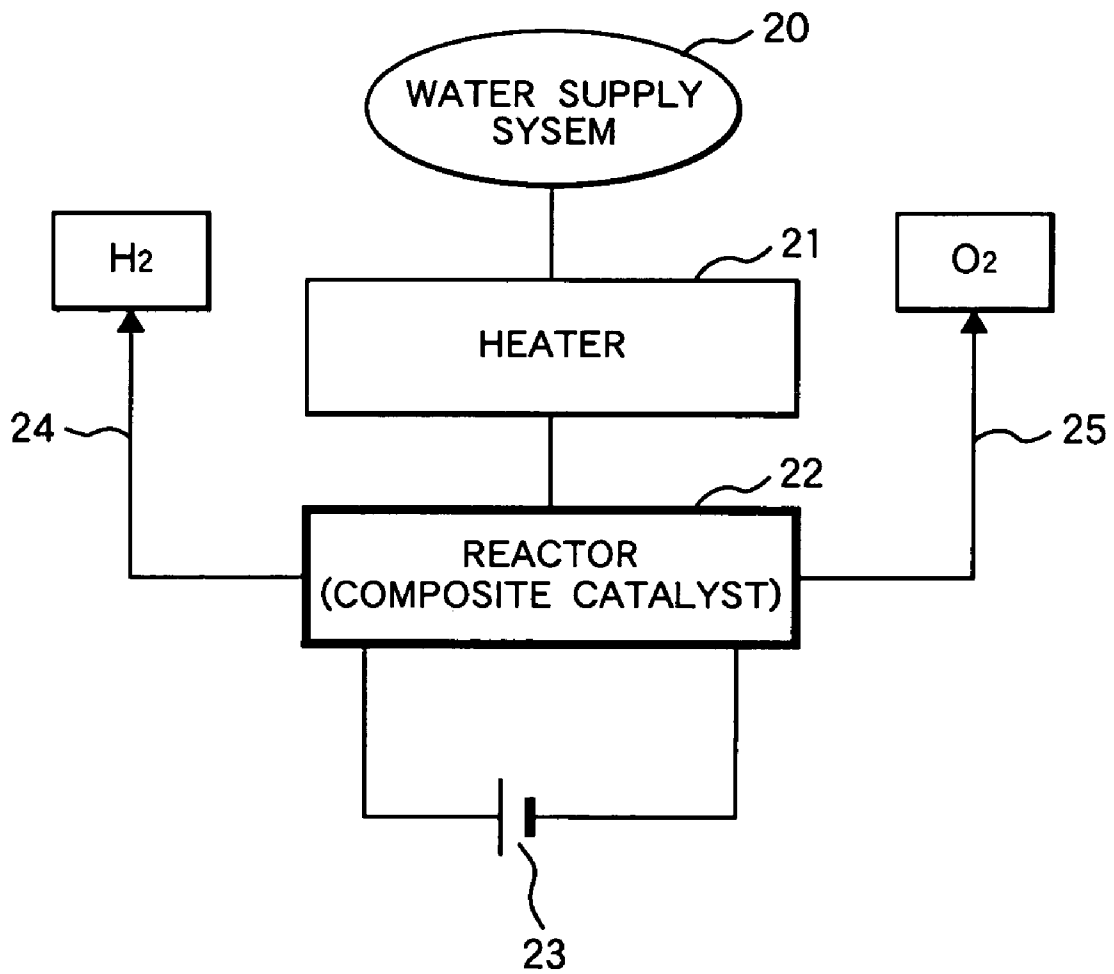 20
WATER SUPPLY
SYSEM
H2
21
O2
HEATER
24
25
22
REACTOR
(COMPOSITE CATALYST)
23